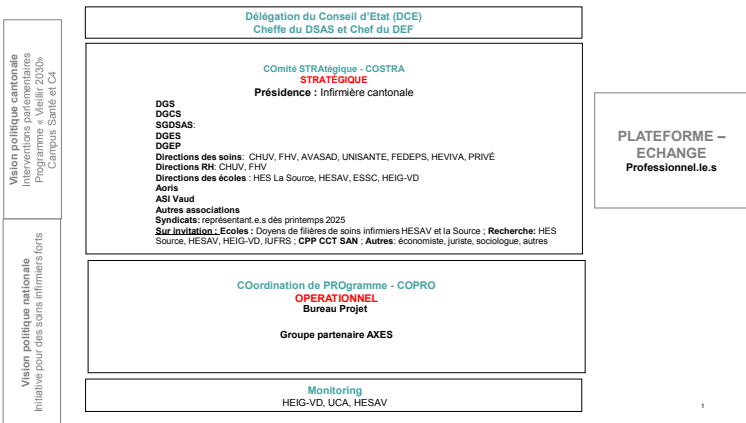 Délégation du Conseil d'Etat (DCE)
Cheffe du DSAS et Chef du DEF
Vision politique cantonale
Interventions parlementaires
Programme « Vieillir 2030»
Campus Santé et C4
COmité STRAtégique - COSTRA
STRATÉGIQUE
Présidence : Infirmière cantonale
DGS
DGCS
SGDSAS:
DGES
DGEP
Directions des soins: CHUV, FHV, AVASAD, UNISANTE, FEDEPS, HEVIVA, PRIVÉ
Directions RH: CHUV, FHV
Directions des écoles : HES La Source, HESAV, ESSC, HEIG-VD
Aoris
ASI Vaud
Autres associations
Syndicats: représentant.e.s dès printemps 2025
Sur invitation : Ecoles : Doyens de filières de soins infirmiers HESAV et la Source ; Recherche: HES
Source, HESAV, HEIG-VD, IUFRS ; CPP CCT SAN ; Autres: économiste, juriste, sociologue, autres
PLATEFORME –
ECHANGE
Professionnel.le.s
Vision politique nationale
Initiative pour des soins infirmiers forts
COordination de PROgramme - COPRO
OPERATIONNEL
Bureau Projet
Groupe partenaire AXES
Monitoring
HEIG-VD, UCA, HESAV
1